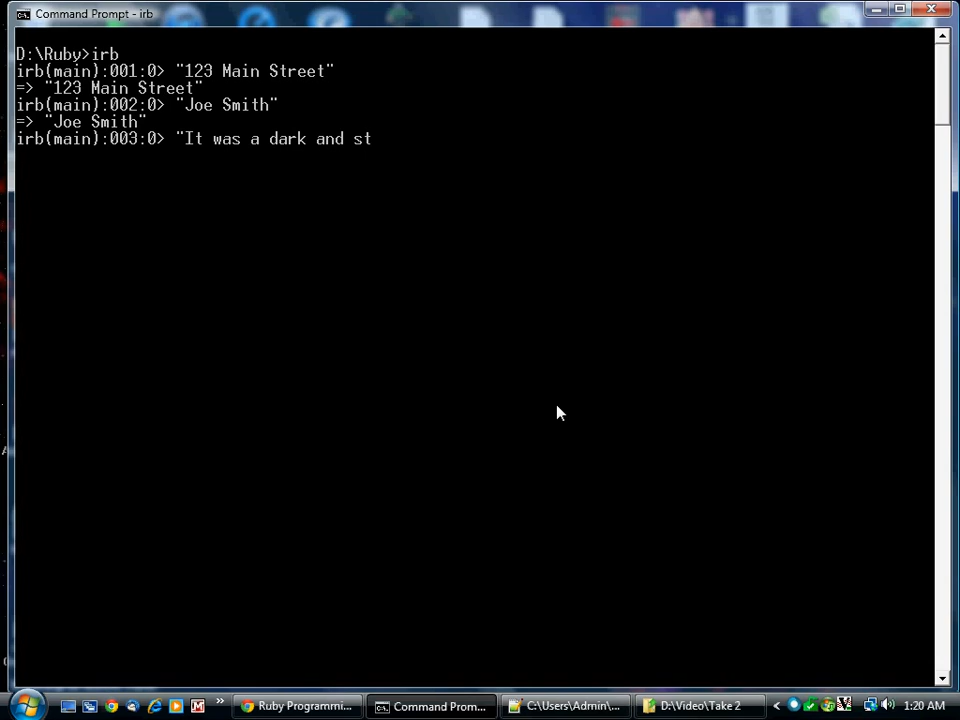 Command Prompt - irb
D:\Ruby>irb
irb(main):001:0> "123 Main Street"
=> "123 Main Street"
irb(main):002:0> "Joe Smith"
=> "Joe Smith"
irb(main):003:0> "It was a dark and st
Ruby Programmi...
Command Prom...
C:\Users\Admin\...
D:\Video\Take 2
1:20 AM